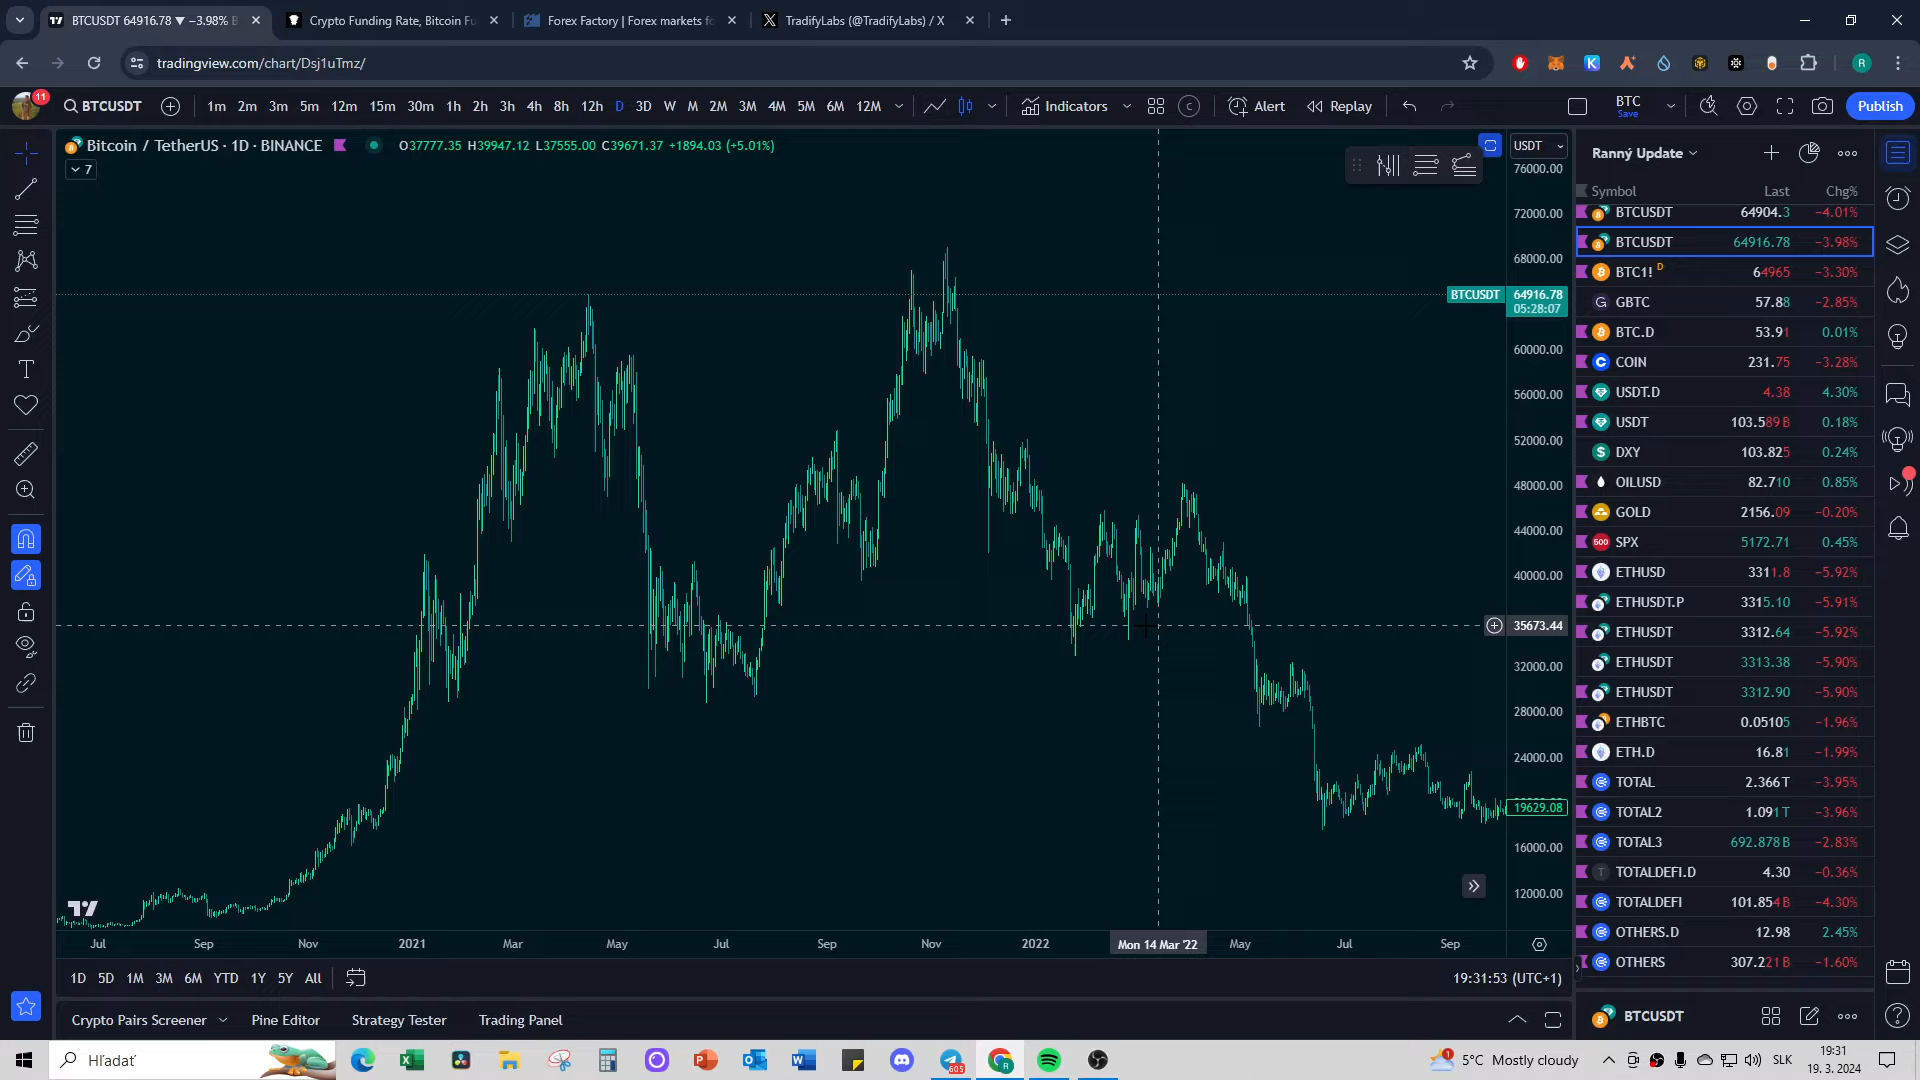 BTCUSDT 64916.78 ▼ −3.98% B
Crypto Funding Rate, Bitcoin Fu
Forex Factory | Forex markets fo
TradifyLabs (@TradifyLabs) / X
tradingview.com/chart/Dsj1uTmz/
R
11
BTCUSDT
1m 2m 3m 5m 12m 15m 30m 1h 2h 3h 4h 8h 12h D 3D W M 2M 3M 4M 5M 6M 12M
Indicators
Alert
Replay
BTC
Save
Publish
Bitcoin / TetherUS · 1D · BINANCE
O37777.35 H39947.12 L37555.00 C39671.37 +1894.03 (+5.01%)
7
USDT
76000.00
72000.00
68000.00
BTCUSDT 64916.78
05:28:07
60000.00
56000.00
52000.00
48000.00
44000.00
40000.00
35673.44
32000.00
28000.00
24000.00
19629.08
16000.00
12000.00
Jul Sep Nov 2021 Mar May Jul Sep Nov 2022 Mon 14 Mar '22 May Jul Sep
1D 5D 1M 3M 6M YTD 1Y 5Y All
19:31:53 (UTC+1)
Crypto Pairs Screener
Pine Editor
Strategy Tester
Trading Panel
Ranný Update
Symbol Last Chg%
BTCUSDT 64904.3 −4.01%
BTCUSDT 64916.78 −3.98%
BTC1! D 64965 −3.30%
GBTC 57.88 −2.85%
BTC.D 53.91 0.01%
COIN 231.75 −3.28%
USDT.D 4.38 4.30%
USDT 103.589 B 0.18%
DXY 103.825 0.24%
OILUSD 82.710 0.85%
GOLD 2156.09 −0.20%
SPX 5172.71 0.45%
ETHUSD 3311.8 −5.92%
ETHUSDT.P 3315.10 −5.91%
ETHUSDT 3312.64 −5.92%
ETHUSDT 3313.38 −5.90%
ETHUSDT 3312.90 −5.90%
ETHBTC 0.05105 −1.96%
ETH.D 16.81 −1.99%
TOTAL 2.366 T −3.95%
TOTAL2 1.091 T −3.96%
TOTAL3 692.878 B −2.83%
TOTALDEFI.D 4.30 −0.36%
TOTALDEFI 101.854 B −4.30%
OTHERS.D 12.98 2.45%
OTHERS 307.221 B −1.60%
BTCUSDT
Hľadať
605
5°C Mostly cloudy
SLK
19:31
19. 3. 2024